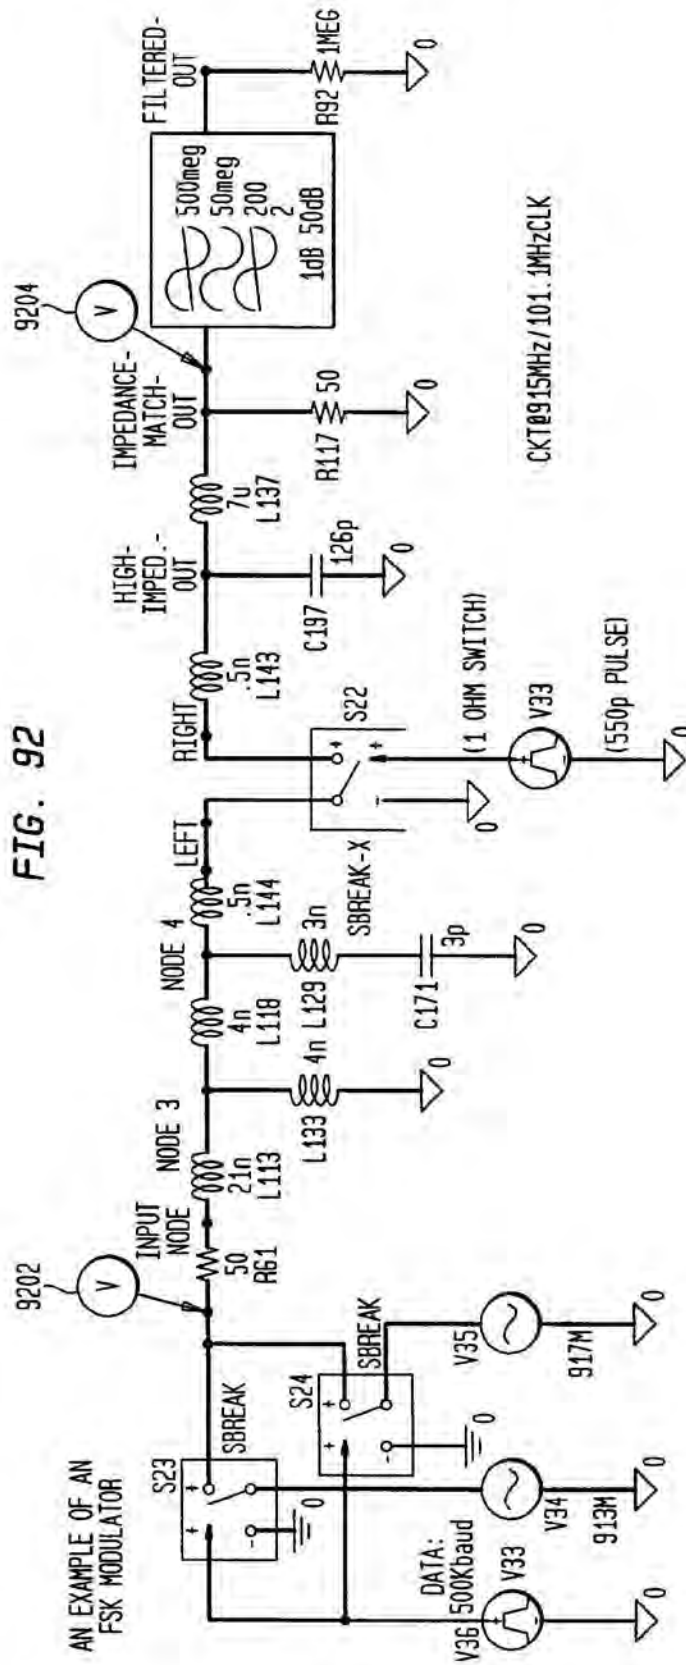 FIG. 92
AN EXAMPLE OF AN
FSK MODULATOR
9202
INPUT
NODE
NODE 3
NODE 4
LEFT
RIGHT
HIGH-
IMPED.-
OUT
IMPEDANCE-
MATCH-
OUT
9204
FILTERED-
OUT
V
V
50
R61
21n
L113
4n
L118
.5n
L144
.5n
L143
7u
L137
500meg
50meg
200
2
1dB 50dB
S23
+
+
-
SBREAK
0
S24
+
+
-
SBREAK
0
L133
4n
0
L129
3n
C171
3p
0
SBREAK-X
S22
+
+
-
0
C197
126p
0
R117
50
0
R92
1MEG
0
DATA:
500Kbaud
V36
V33
0
V34
913M
0
V35
917M
0
(1 OHM SWITCH)
V33
+
-
(550p PULSE)
0
CKT@915MHz/101.1MHzCLK